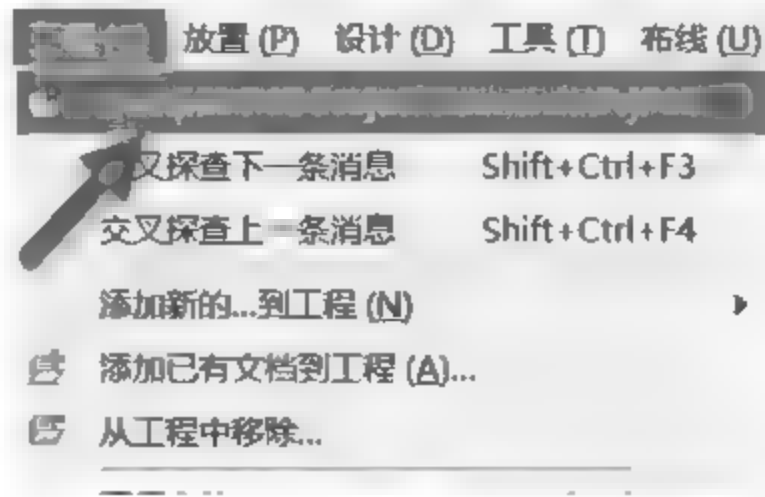 放置(P) 设计(D) 工具(T) 布线(U)
叉探查下一条消息 Shift+Ctrl+F3
交叉探查上一条消息 Shift+Ctrl+F4
添加新的...到工程(N)
添加已有文档到工程(A)...
从工程中移除...